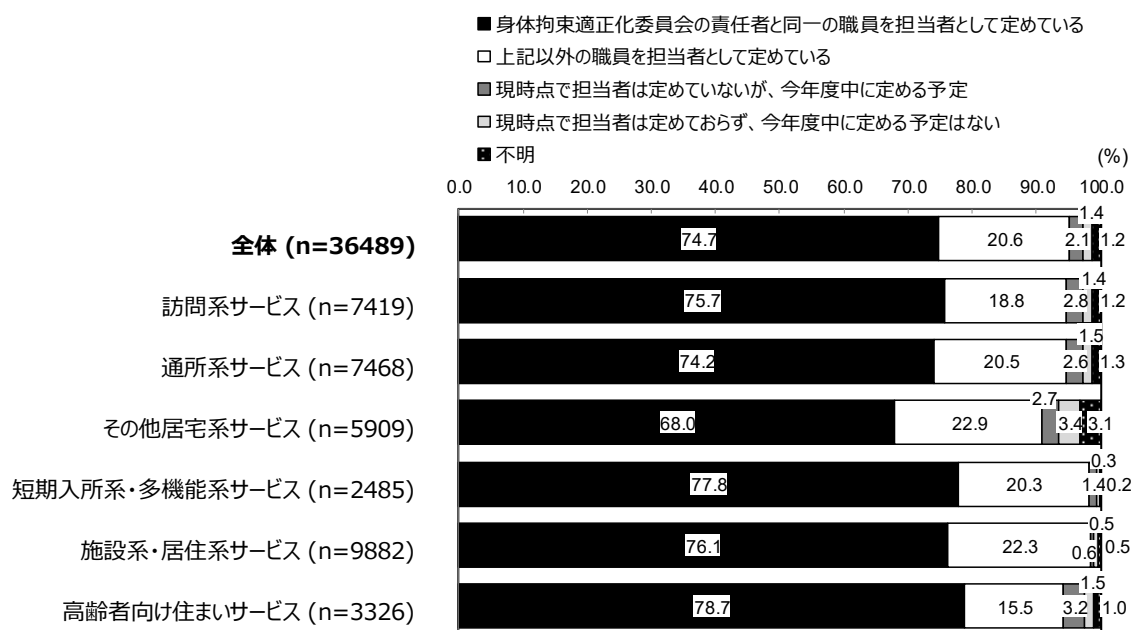 ■身体拘束適正化委員会の責任者と同一の職員を担当者として定めている
□上記以外の職員を担当者として定めている
■現時点で担当者は定めていないが、今年度中に定める予定
□現時点で担当者は定めておらず、今年度中に定める予定はない
■不明
(%)
0.0 10.0 20.0 30.0 40.0 50.0 60.0 70.0 80.0 90.0 100.0
全体 (n=36489) 74.7 20.6 2.1 1.4 1.2
訪問系サービス (n=7419) 75.7 18.8 2.8 1.4 1.2
通所系サービス (n=7468) 74.2 20.5 2.6 1.5 1.3
その他居宅系サービス (n=5909) 68.0 22.9 2.7 3.4 3.1
短期入所系・多機能系サービス (n=2485) 77.8 20.3 1.4 0.3 0.2
施設系・居住系サービス (n=9882) 76.1 22.3 0.6 0.5 0.5
高齢者向け住まいサービス (n=3326) 78.7 15.5 3.2 1.5 1.0